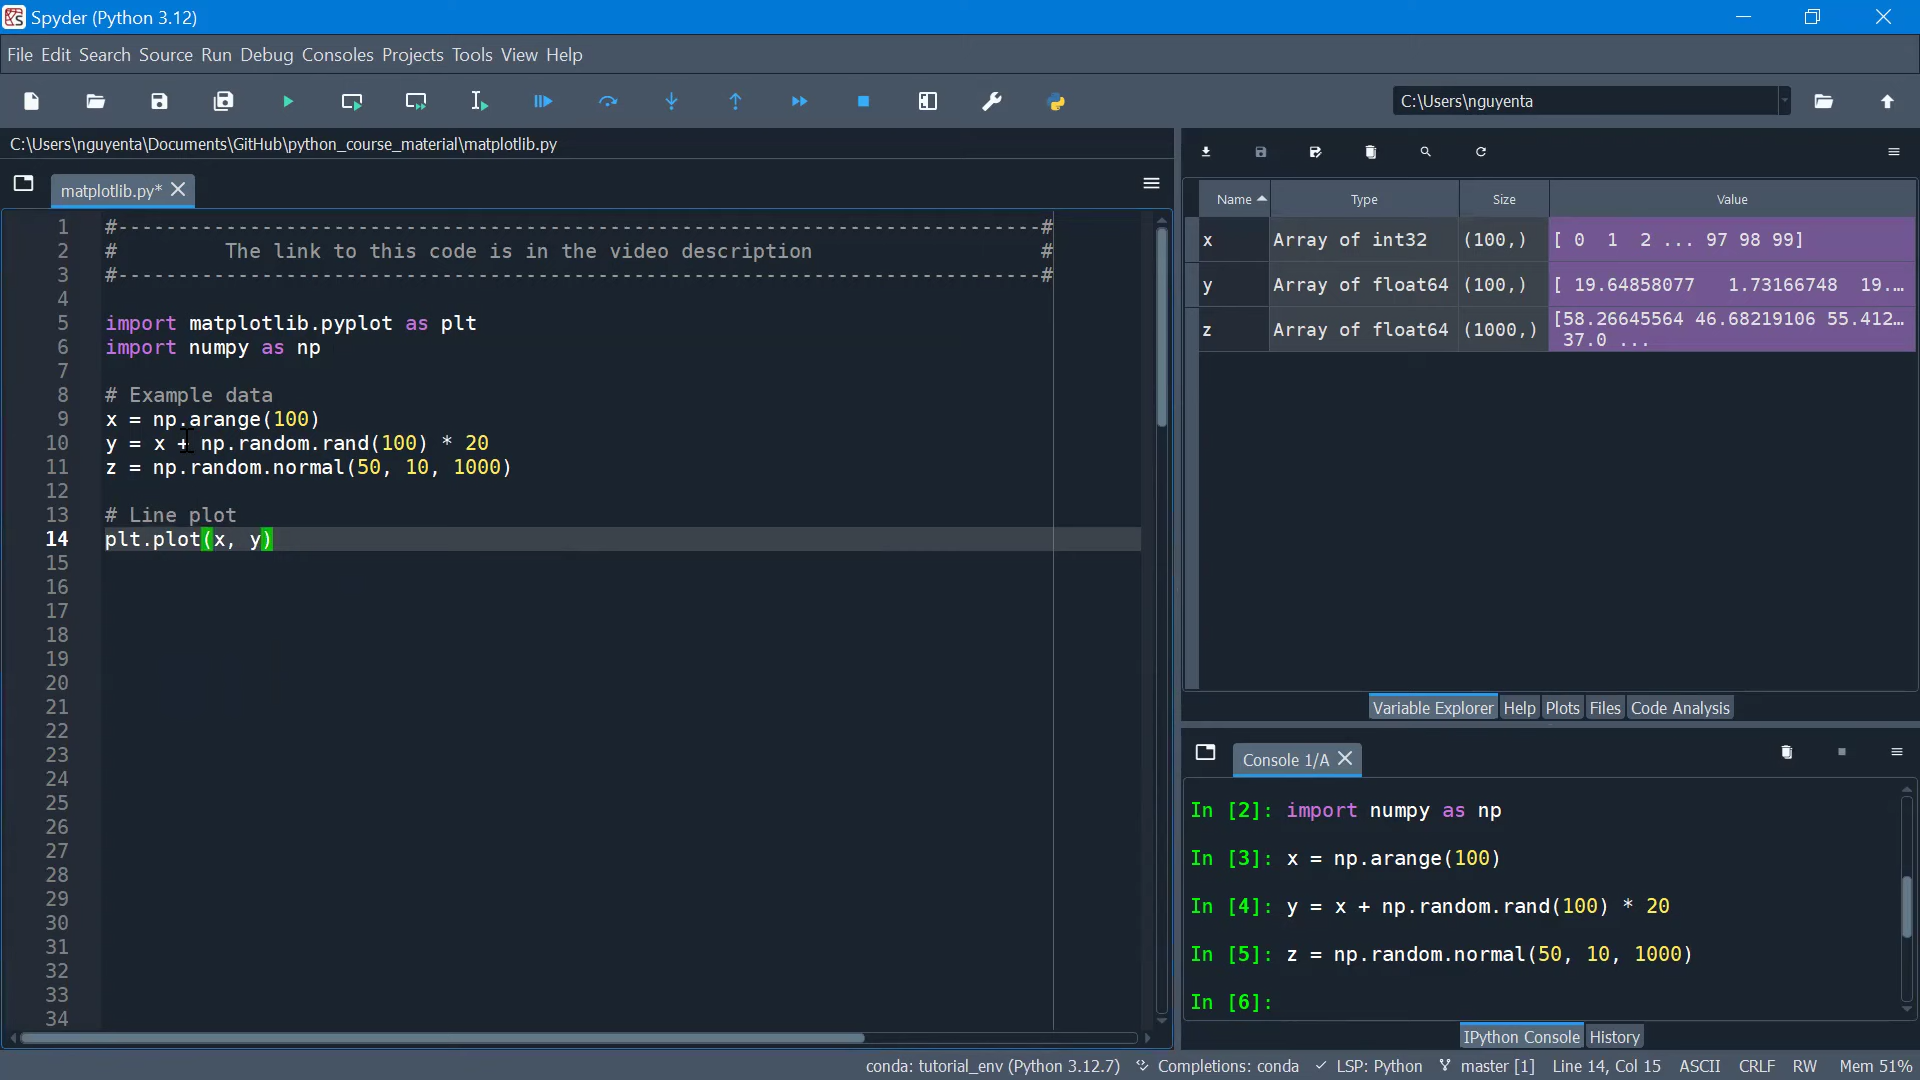 Spyder (Python 3.12)
File Edit Search Source Run Debug Consoles Projects Tools View Help
C:\Users\nguyenta
C:\Users\nguyenta\Documents\GitHub\python_course_material\matplotlib.py
matplotlib.py*
1 #-----------------------------------------------------------------------------#
2 # The link to this code is in the video description #
3 #-----------------------------------------------------------------------------#
4
5 import matplotlib.pyplot as plt
6 import numpy as np
7
8 # Example data
9 x = np.arange(100)
10 y = x + np.random.rand(100) * 20
11 z = np.random.normal(50, 10, 1000)
12
13 # Line plot
14 plt.plot(x, y)
15
16
17
18
19
20
21
22
23
24
25
26
27
28
29
30
31
32
33
34
Name Type Size Value
x Array of int32 (100,) [ 0 1 2 ... 97 98 99]
y Array of float64 (100,) [ 19.64858077 1.73166748 19.…
z Array of float64 (1000,) [58.26645564 46.68219106 55.412…
37.0 ...
Variable Explorer Help Plots Files Code Analysis
Console 1/A
In [2]: import numpy as np
In [3]: x = np.arange(100)
In [4]: y = x + np.random.rand(100) * 20
In [5]: z = np.random.normal(50, 10, 1000)
In [6]:
IPython Console History
conda: tutorial_env (Python 3.12.7) Completions: conda LSP: Python master [1] Line 14, Col 15 ASCII CRLF RW Mem 51%